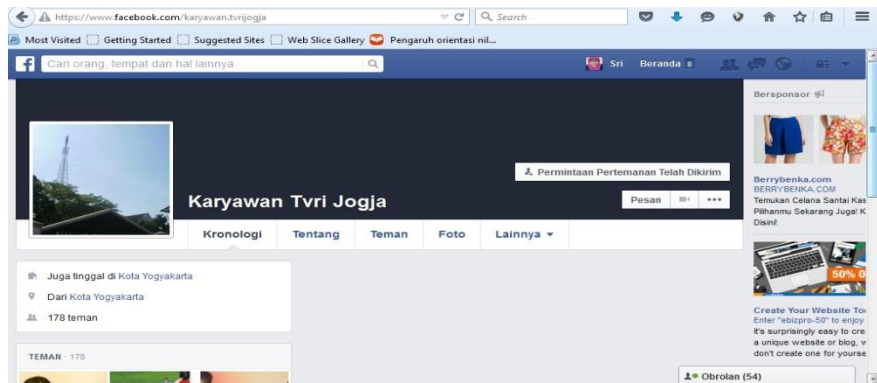 https://www.facebook.com/karyawan.tvrijogja
Search
Most Visited Getting Started Suggested Sites Web Slice Gallery Pengaruh orientasi nil...
Cari orang, tempat dan hal lainnya
Sri Beranda
Permintaan Pertemanan Telah Dikirim
Karyawan Tvri Jogja
Pesan
Kronologi Tentang Teman Foto Lainnya
Juga tinggal di Kota Yogyakarta
Dari Kota Yogyakarta
178 teman
TEMAN · 178
Bersponsor
Berrybenka.com
BERRYBENKA.COM
Temukan Celana Santai Kas
Pilihanmu Sekarang Juga! K
Disini!
50% O
Create Your Website To
Enter "ebizpro-50" to enjoy
It's surprisingly easy to cre
a unique website or blog, w
don't create one for yourse
Obrolan (54)